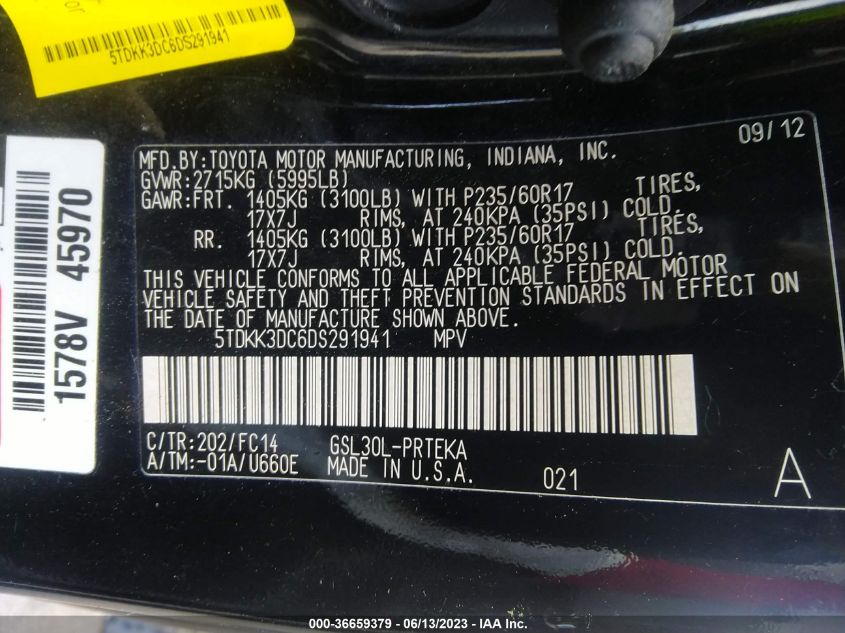 or
5TDKK3DC6DS291941
1578V 45970
09/12
MFD.BY:TOYOTA MOTOR MANUFACTURING, INDIANA, INC.
GVWR:2715KG (5995LB)
GAWR:FRT. 1405KG (3100LB) WITH P235/60R17 TIRES,
17X7J RIMS, AT 240KPA (35PSI) COLD.
RR. 1405KG (3100LB) WITH P235/60R17 TIRES,
17X7J RIMS, AT 240KPA (35PSI) COLD.
THIS VEHICLE CONFORMS TO ALL APPLICABLE FEDERAL MOTOR
VEHICLE SAFETY AND THEFT PREVENTION STANDARDS IN EFFECT ON
THE DATE OF MANUFACTURE SHOWN ABOVE.
5TDKK3DC6DS291941 MPV
C/TR:202/FC14 GSL30L-PRTEKA
A/TM:-01A/U660E MADE IN U.S.A. 021 A
000-36659379 - 06/13/2023 - IAA Inc.